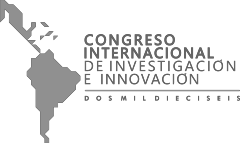 CONGRESO
INTERNACIONAL
DE INVESTIGACIÓN
E INNOVACIÓN
DOSMILDIECISEIS